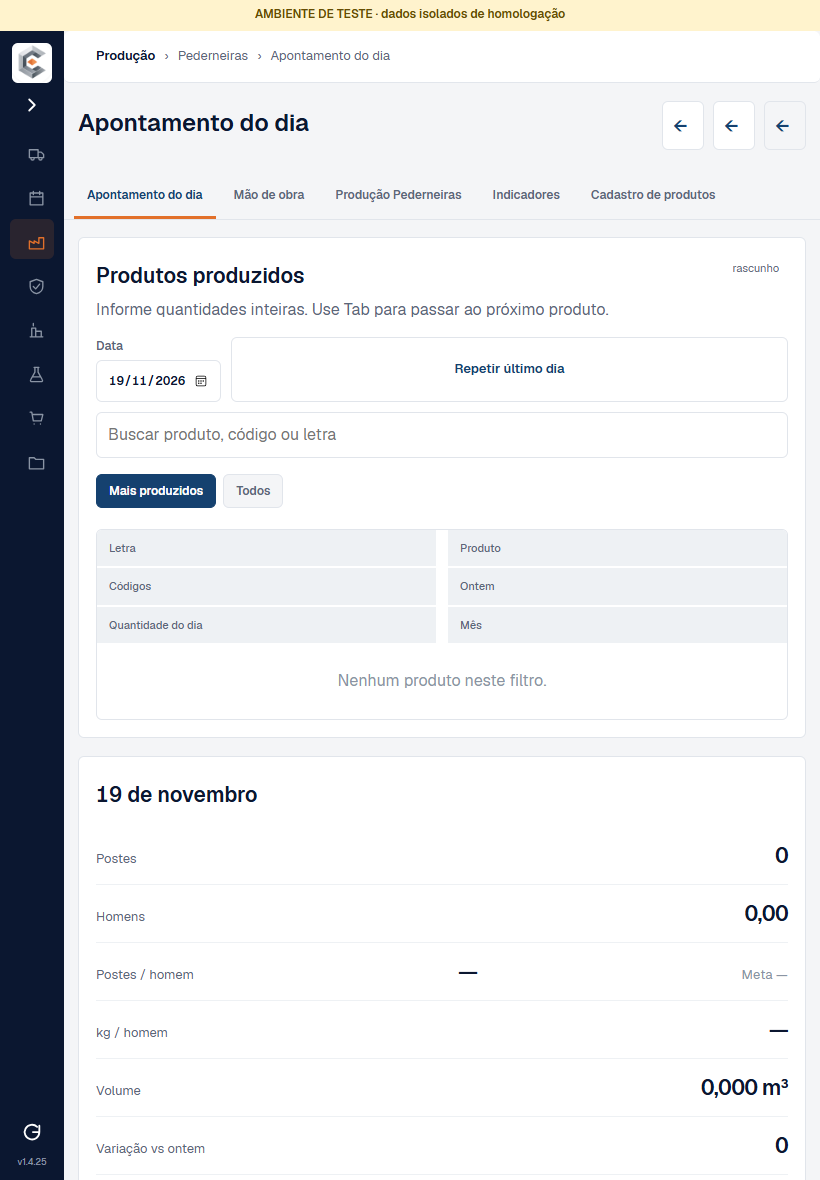 AMBIENTE DE TESTE · dados isolados de homologação
Produção › Pederneiras › Apontamento do dia
Apontamento do dia
Apontamento do dia Mão de obra Produção Pederneiras Indicadores Cadastro de produtos
Produtos produzidos
rascunho
Informe quantidades inteiras. Use Tab para passar ao próximo produto.
Data
19/11/2026
Repetir último dia
Buscar produto, código ou letra
Mais produzidos Todos
Letra Produto
Códigos Ontem
Quantidade do dia Mês
Nenhum produto neste filtro.
19 de novembro
Postes 0
Homens 0,00
Postes / homem — Meta —
kg / homem —
Volume 0,000 m³
Variação vs ontem 0
v1.4.25